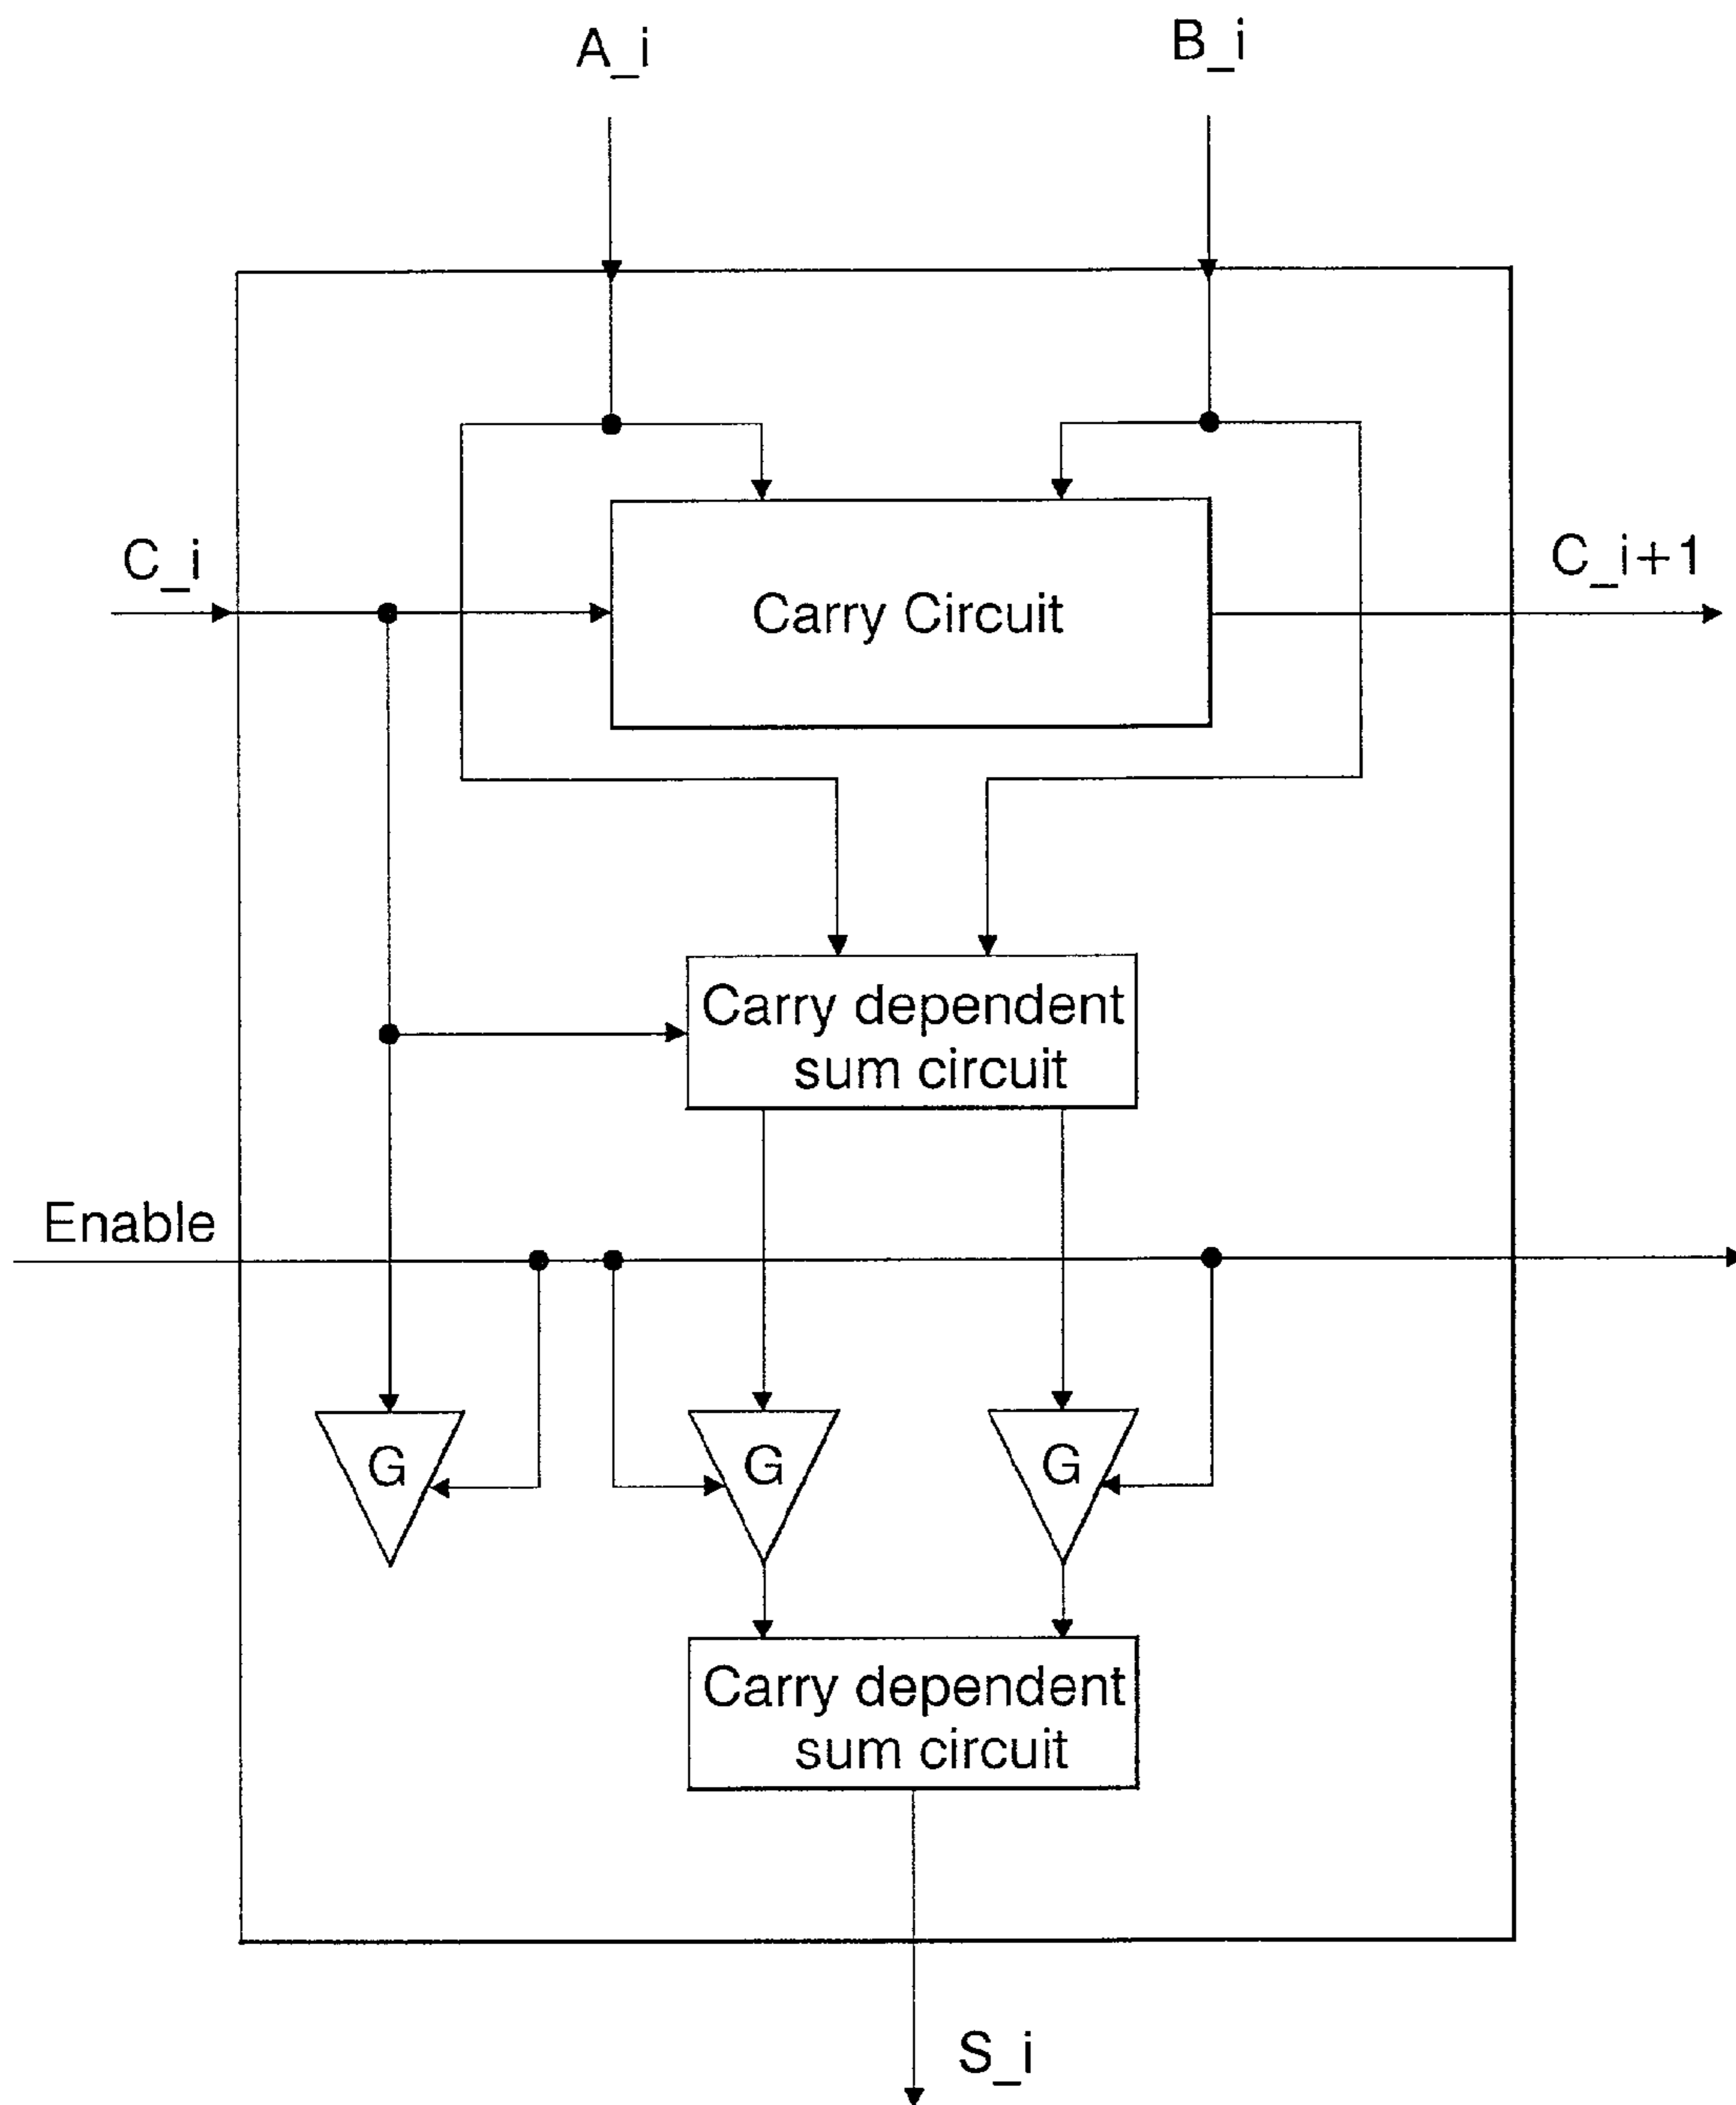 A_i
B_i
C_i
C_i+1
Carry Circuit
Carry dependent
sum circuit
Enable
G
G
G
Carry dependent
sum circuit
S_i